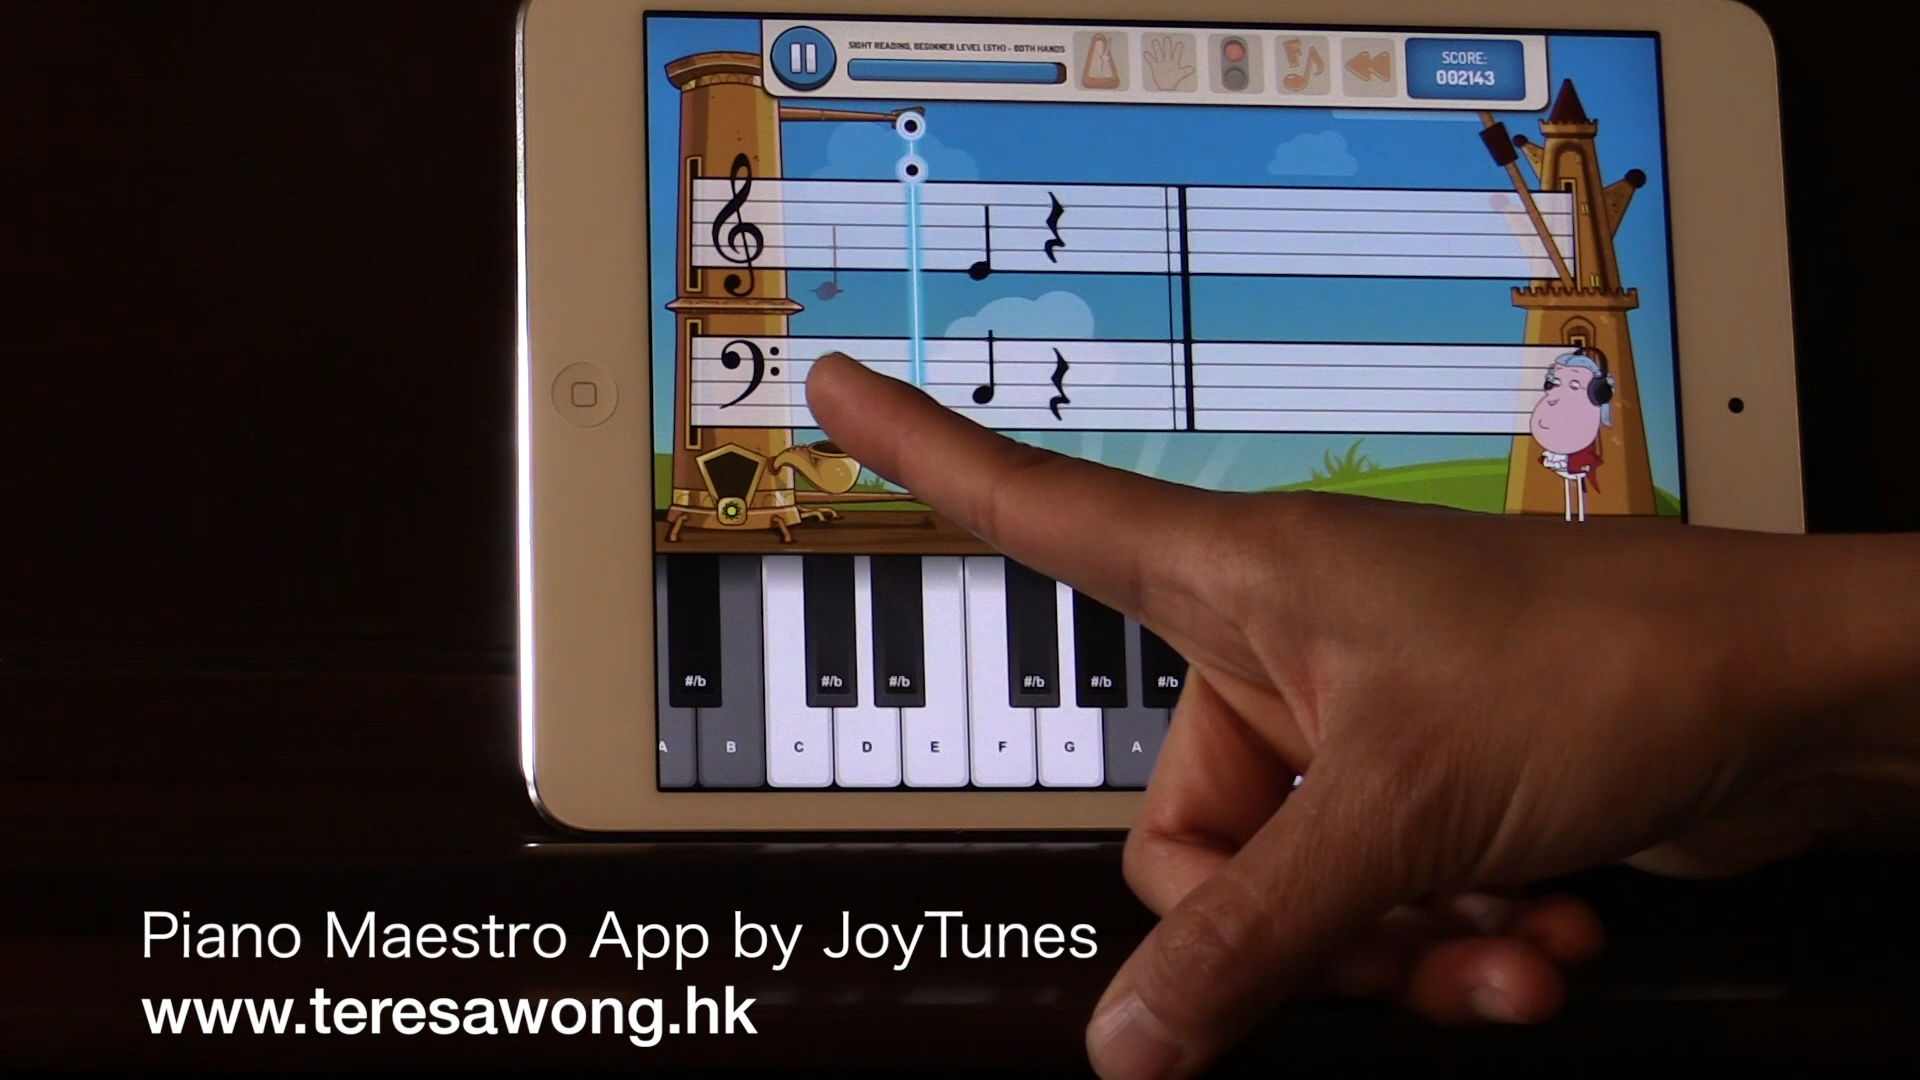 SIGHT READING, BEGINNER LEVEL (5TH) - BOTH HANDS
SCORE:
002143
#/b #/b #/b #/b #/b #/b
A B C D E F G A
Piano Maestro App by JoyTunes
www.teresawong.hk